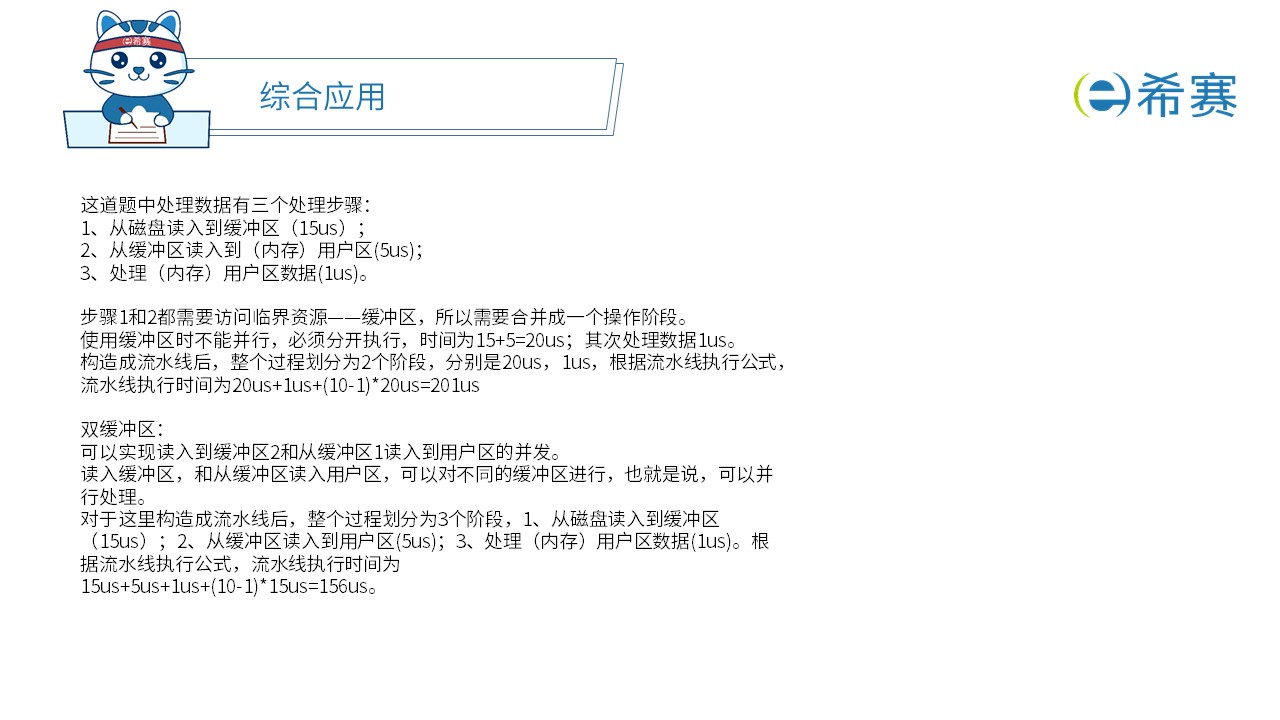 希赛
综合应用
希赛
这道题中处理数据有三个处理步骤：
1、从磁盘读入到缓冲区（15us）；
2、从缓冲区读入到（内存）用户区(5us)；
3、处理（内存）用户区数据(1us)。
步骤1和2都需要访问临界资源——缓冲区，所以需要合并成一个操作阶段。
使用缓冲区时不能并行，必须分开执行，时间为15+5=20us；其次处理数据1us。
构造成流水线后，整个过程划分为2个阶段，分别是20us，1us，根据流水线执行公式，
流水线执行时间为20us+1us+(10-1)*20us=201us
双缓冲区：
可以实现读入到缓冲区2和从缓冲区1读入到用户区的并发。
读入缓冲区，和从缓冲区读入用户区，可以对不同的缓冲区进行，也就是说，可以并
行处理。
对于这里构造成流水线后，整个过程划分为3个阶段，1、从磁盘读入到缓冲区
（15us）；2、从缓冲区读入到用户区(5us)；3、处理（内存）用户区数据(1us)。根
据流水线执行公式，流水线执行时间为
15us+5us+1us+(10-1)*15us=156us。